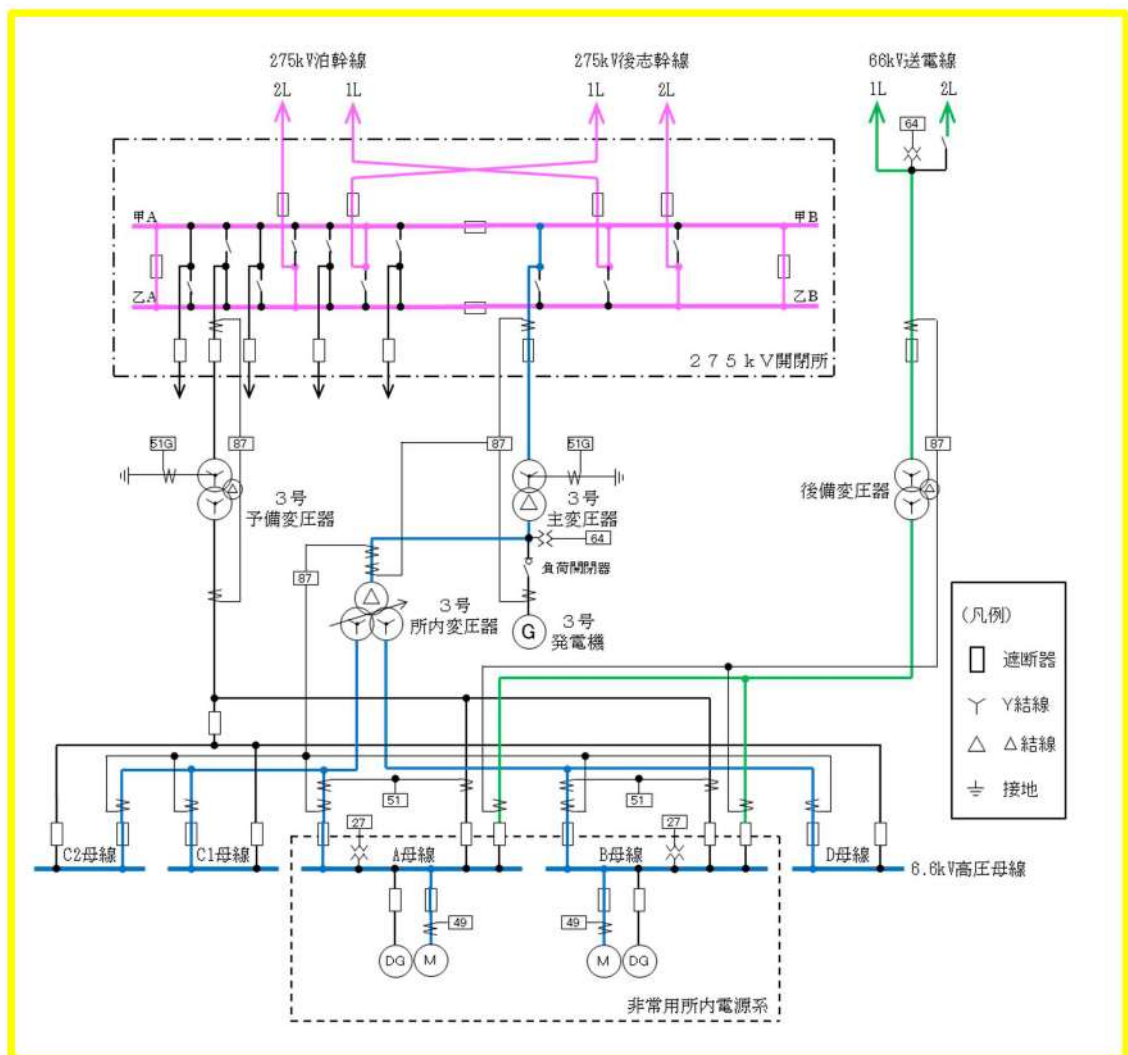 275kV泊幹線
275kV後志幹線
66kV送電線
2L
1L
1L
2L
1L
2L
64
甲A
甲B
乙A
乙B
275kV開閉所
51G
87
87
51G
87
3号
予備変圧器
3号
主変圧器
後備変圧器
64
87
負荷開閉器
3号
所内変圧器
G
3号
発電機
(凡例)
遮断器
Y結線
△結線
接地
51
51
27
27
C2母線
C1母線
A母線
B母線
D母線
6.6kV高圧母線
49
49
DG
M
M
DG
非常用所内電源系